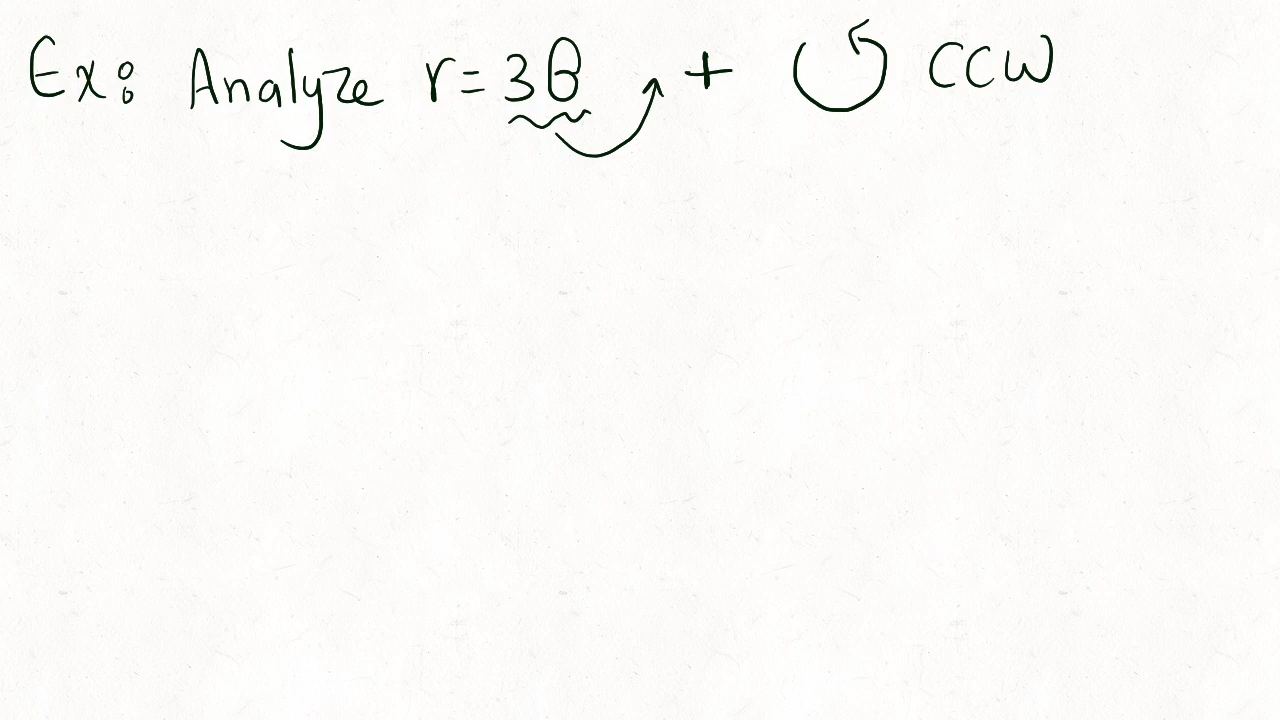 Ex: Analyze r = 3θ + CCW